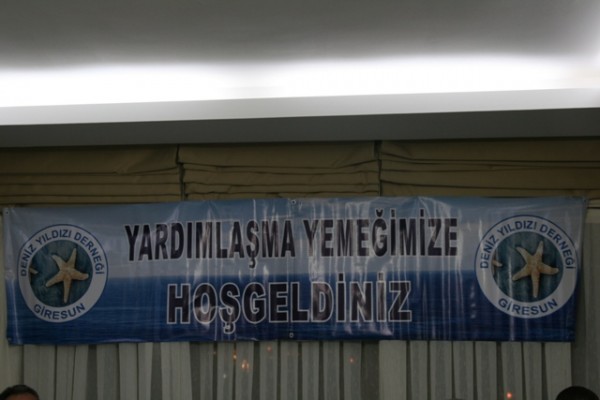 YARDIMLAŞMA YEMEĞİMİZE
HOŞGELDİNİZ
DENİZ YILDIZI DERNEĞİ
GİRESUN
DENİZ YILDIZI DERNEĞİ
GİRESUN